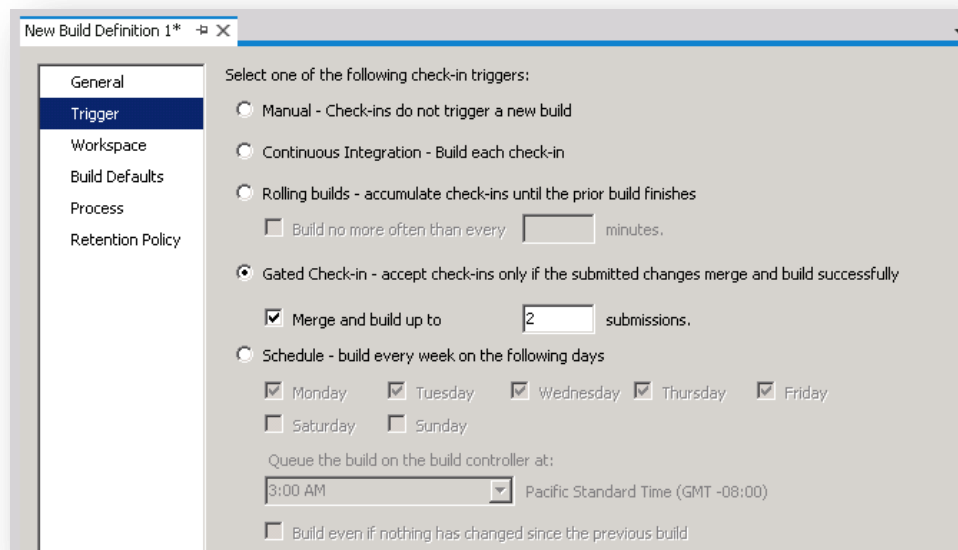 New Build Definition 1*
General
Trigger
Workspace
Build Defaults
Process
Retention Policy
Select one of the following check-in triggers:
Manual - Check-ins do not trigger a new build
Continuous Integration - Build each check-in
Rolling builds - accumulate check-ins until the prior build finishes
Build no more often than every minutes.
Gated Check-in - accept check-ins only if the submitted changes merge and build successfully
Merge and build up to 2 submissions.
Schedule - build every week on the following days
Monday Tuesday Wednesday Thursday Friday
Saturday Sunday
Queue the build on the build controller at:
3:00 AM Pacific Standard Time (GMT -08:00)
Build even if nothing has changed since the previous build